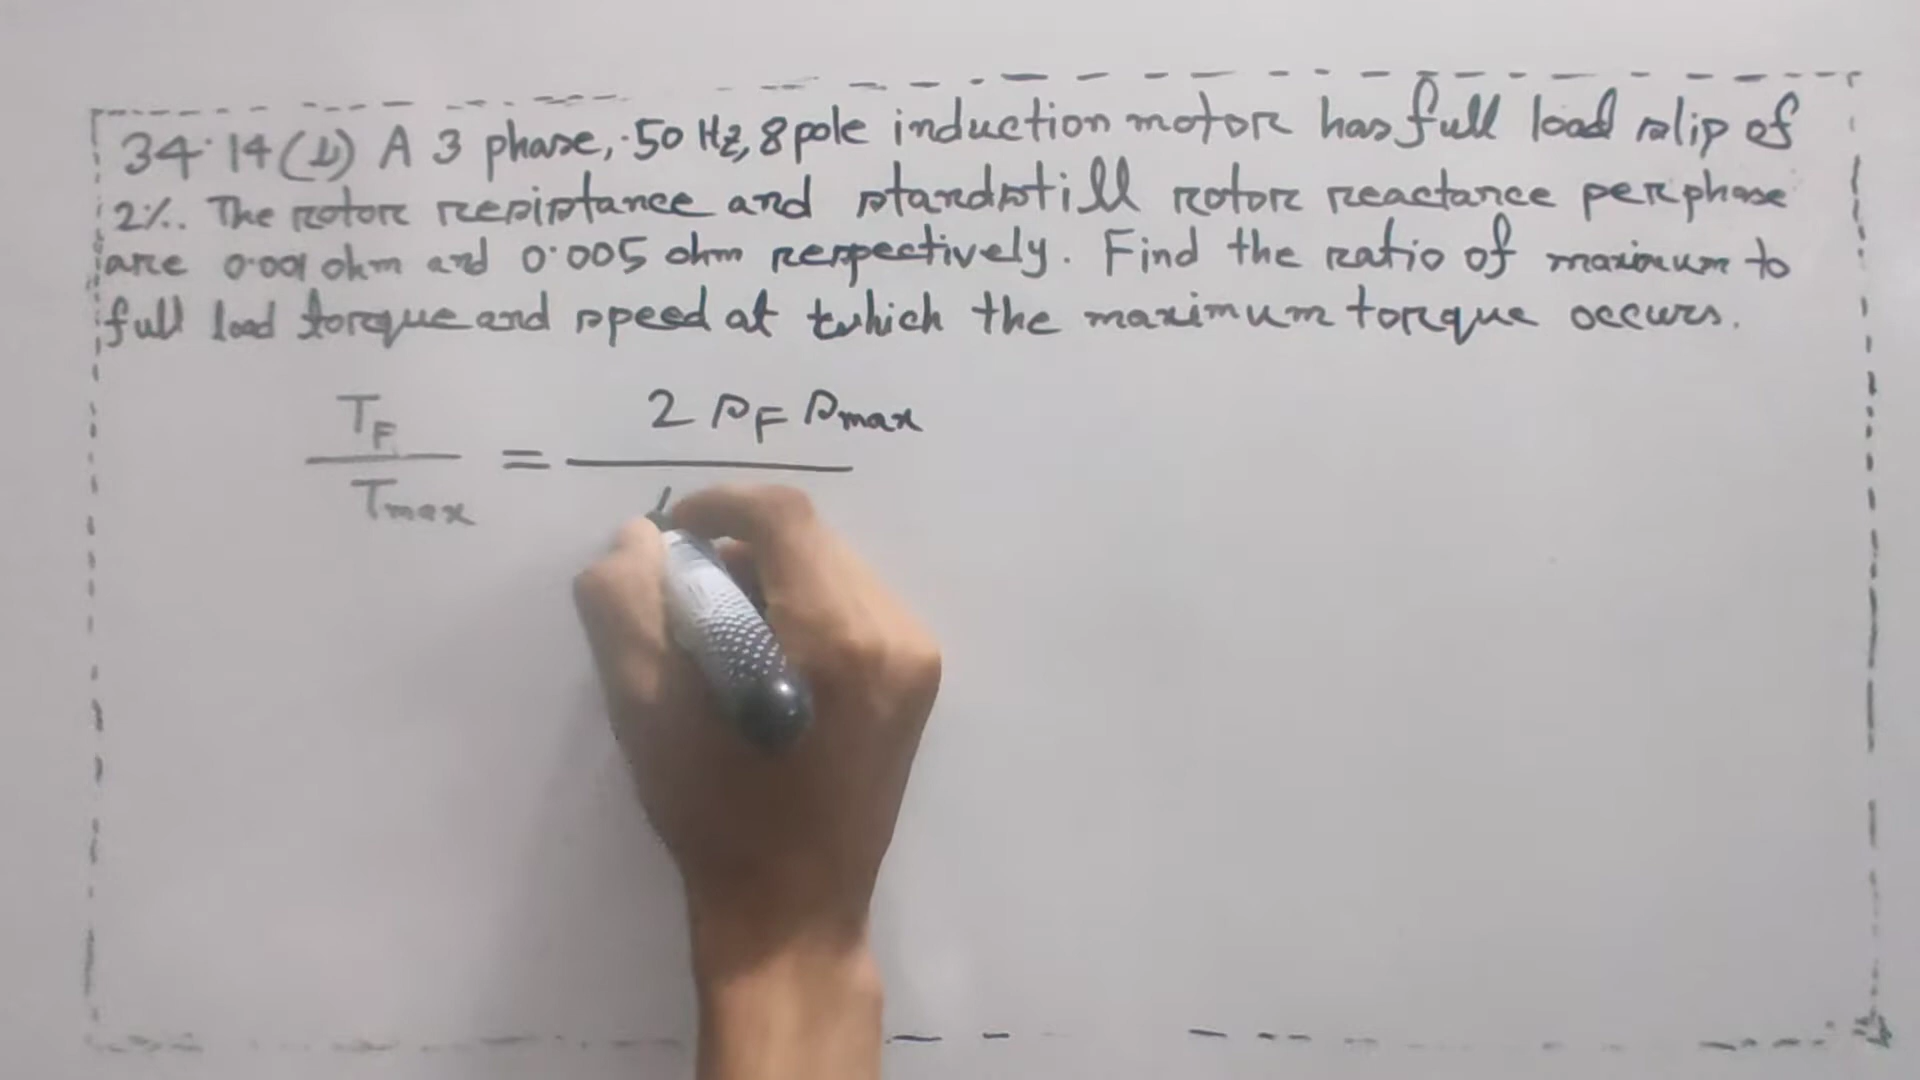 34.14(b) A 3 phase, 50 Hz, 8 pole induction motor has full load slip of
2%. The rotor resistance and standstill rotor reactance per phase
are 0.001 ohm and 0.005 ohm respectively. Find the ratio of maximum to
full load torque and speed at which the maximum torque occurs.
T_F / T_max = 2 s_F s_max